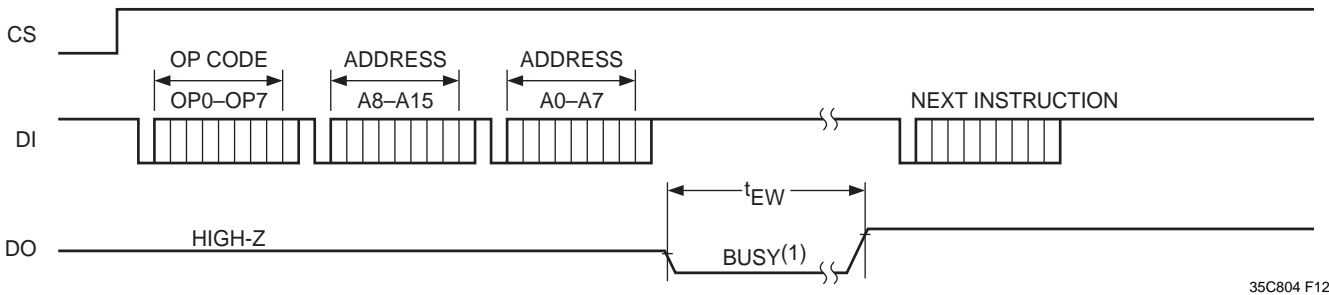 CS
OP CODE ADDRESS ADDRESS
OP0–OP7 A8–A15 A0–A7 NEXT INSTRUCTION
DI
tEW
DO HIGH-Z BUSY(1)
35C804 F12